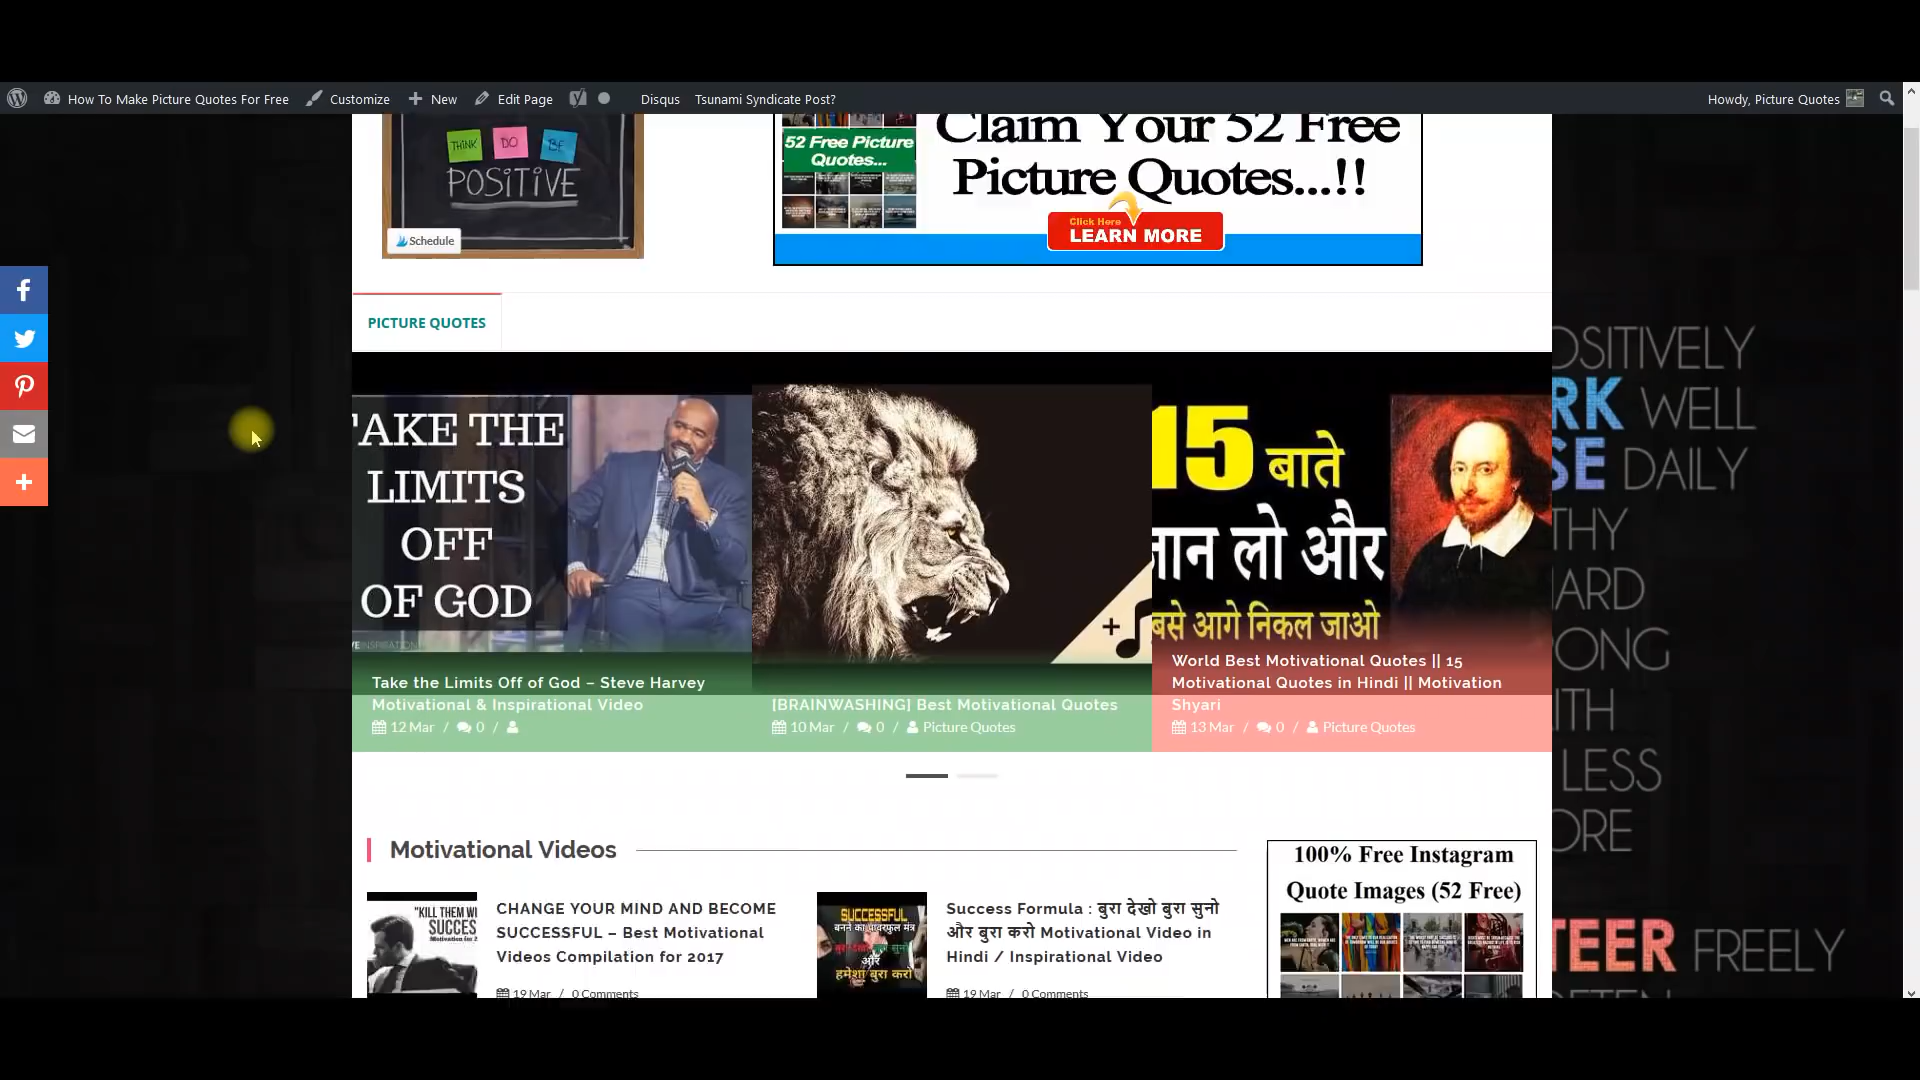 How To Make Picture Quotes For Free
Customize
New
Edit Page
Disqus
Tsunami Syndicate Post?
Howdy, Picture Quotes
THINK
DO
BE
POSITIVE
Schedule
52 Free Picture
Quotes...
Claim Your 52 Free
Picture Quotes...!!
Click Here
LEARN MORE
PICTURE QUOTES
TAKE THE
LIMITS
OFF
OF GOD
Take the Limits Off of God – Steve Harvey
Motivational & Inspirational Video
12 Mar / 0 /
[BRAINWASHING] Best Motivational Quotes
10 Mar / 0 / Picture Quotes
15 बाते
जान लो और
बसे आगे निकल जाओ
World Best Motivational Quotes || 15
Motivational Quotes in Hindi || Motivation
Shyari
13 Mar / 0 / Picture Quotes
OSITIVELY
RK WELL
SE DAILY
THY
ARD
ONG
ITH
LESS
ORE
TEER FREELY
Motivational Videos
"KILL THEM WI
SUCCES
CHANGE YOUR MIND AND BECOME
SUCCESSFUL – Best Motivational
Videos Compilation for 2017
19 Mar / 0 Comments
SUCCESSFUL
बनने का पावरफुल मंत्र
और
हमेशा बुरा करो
Success Formula : बुरा देखो बुरा सुनो
और बुरा करो Motivational Video in
Hindi / Inspirational Video
19 Mar / 0 Comments
100% Free Instagram
Quote Images (52 Free)